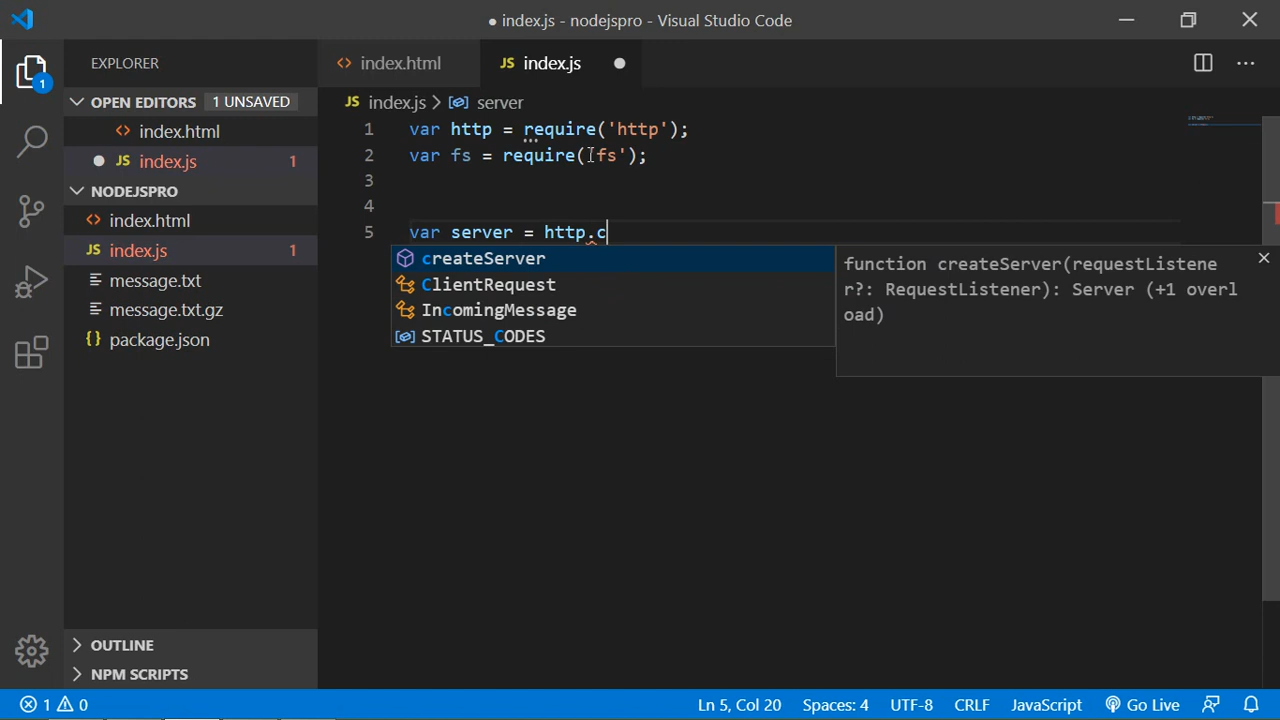 ● index.js - nodejspro - Visual Studio Code
EXPLORER
index.html
JS index.js
OPEN EDITORS 1 UNSAVED
JS index.js > server
index.html
1 var http = require('http');
JS index.js 1
2 var fs = require('fs');
NODEJSPRO
3
index.html
4
JS index.js 1
5 var server = http.c
message.txt
message.txt.gz
package.json
createServer
ClientRequest
IncomingMessage
STATUS_CODES
function createServer(requestListene
r?: RequestListener): Server (+1 overl
oad)
OUTLINE
NPM SCRIPTS
1 0 Ln 5, Col 20 Spaces: 4 UTF-8 CRLF JavaScript Go Live
1